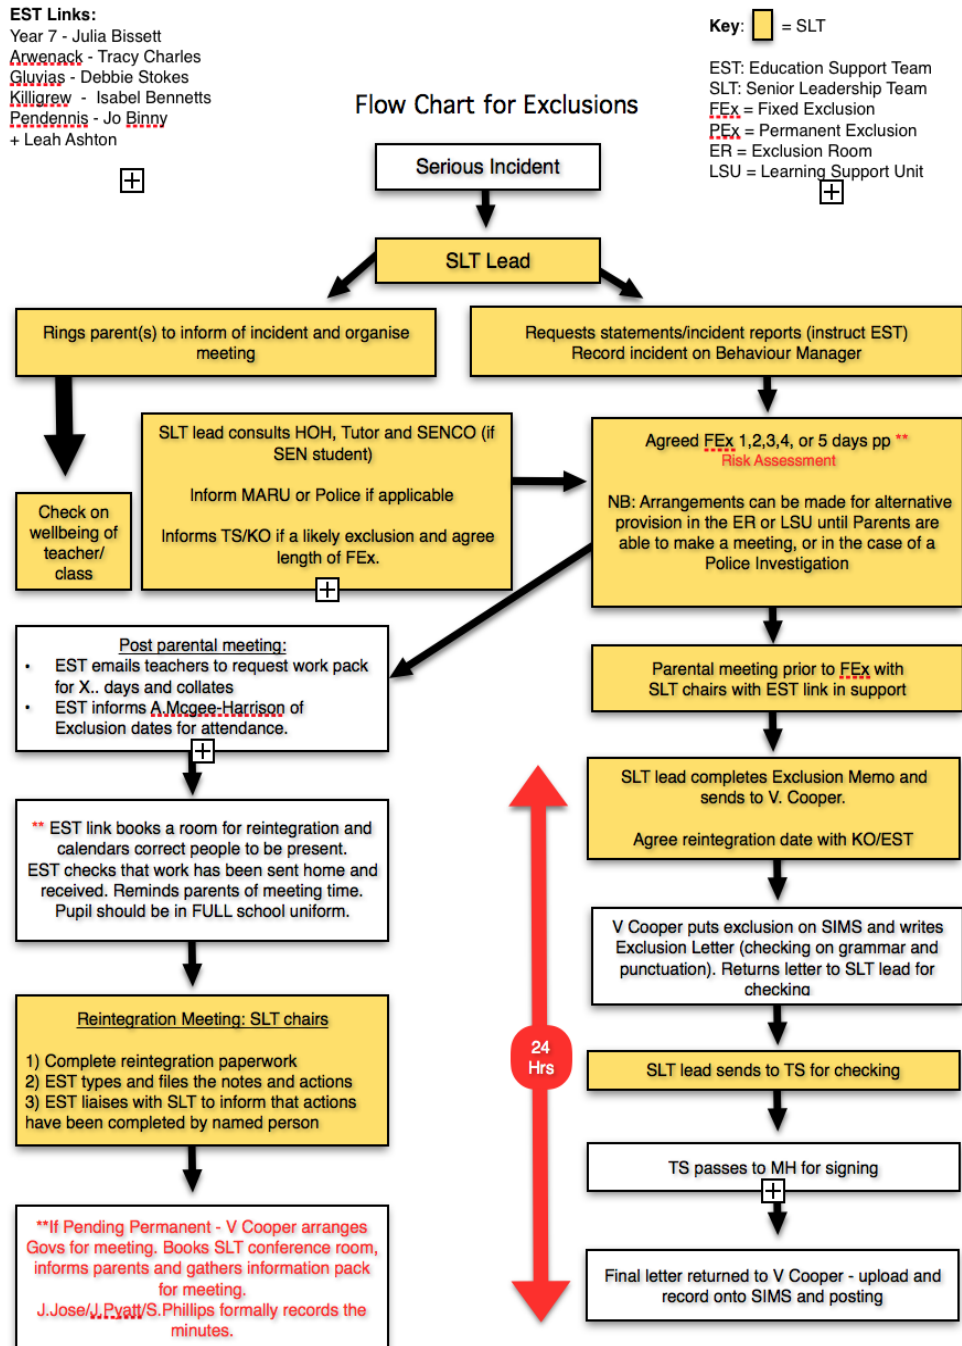 EST Links:
Year 7 - Julia Bissett
Arwenack - Tracy Charles
Gluvias - Debbie Stokes
Killigrew - Isabel Bennetts
Pendennis - Jo Binny
+ Leah Ashton
Key: = SLT
EST: Education Support Team
SLT: Senior Leadership Team
FEx = Fixed Exclusion
PEx = Permanent Exclusion
ER = Exclusion Room
LSU = Learning Support Unit
Flow Chart for Exclusions
Serious Incident
SLT Lead
Rings parent(s) to inform of incident and organise
meeting
Requests statements/incident reports (instruct EST)
Record incident on Behaviour Manager
Check on
wellbeing of
teacher/
class
SLT lead consults HOH, Tutor and SENCO (if
SEN student)
Inform MARU or Police if applicable
Informs TS/KO if a likely exclusion and agree
length of FEx.
Agreed FEx 1,2,3,4, or 5 days pp **
Risk Assessment
NB: Arrangements can be made for alternative
provision in the ER or LSU until Parents are
able to make a meeting, or in the case of a
Police Investigation
Post parental meeting:
• EST emails teachers to request work pack
for X.. days and collates
• EST informs A.Mcgee-Harrison of
Exclusion dates for attendance.
Parental meeting prior to FEx with
SLT chairs with EST link in support
SLT lead completes Exclusion Memo and
sends to V. Cooper.
Agree reintegration date with KO/EST
** EST link books a room for reintegration and
calendars correct people to be present.
EST checks that work has been sent home and
received. Reminds parents of meeting time.
Pupil should be in FULL school uniform.
V Cooper puts exclusion on SIMS and writes
Exclusion Letter (checking on grammar and
punctuation). Returns letter to SLT lead for
checking
Reintegration Meeting: SLT chairs
1) Complete reintegration paperwork
2) EST types and files the notes and actions
3) EST liaises with SLT to inform that actions
have been completed by named person
24
Hrs
SLT lead sends to TS for checking
TS passes to MH for signing
**If Pending Permanent - V Cooper arranges
Govs for meeting. Books SLT conference room,
informs parents and gathers information pack
for meeting.
J.Jose/J.Pyatt/S.Phillips formally records the
minutes.
Final letter returned to V Cooper - upload and
record onto SIMS and posting